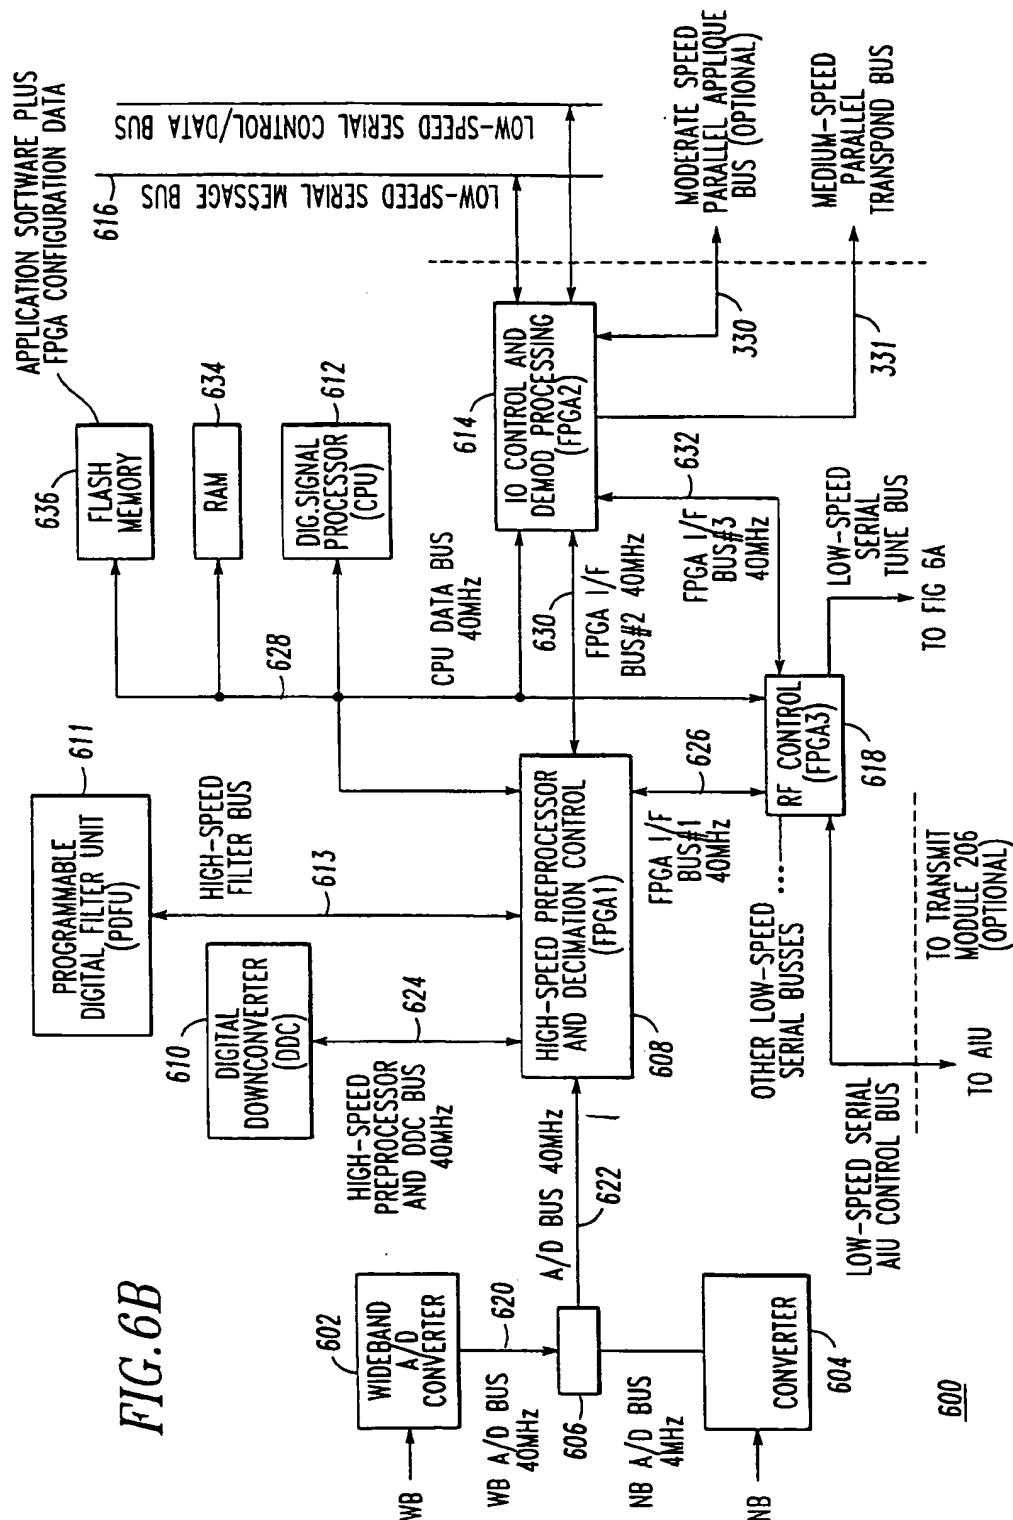 FIG. 6B
APPLICATION SOFTWARE PLUS
FPGA CONFIGURATION DATA
636
FLASH
MEMORY
634
RAM
612
DIG.SIGNAL
PROCESSOR
(CPU)
616
LOW-SPEED SERIAL MESSAGE BUS
LOW-SPEED SERIAL CONTROL/DATA
BUS
628
CPU DATA BUS
40MHz
611
PROGRAMMABLE
DIGITAL FILTER UNIT
(PDFU)
HIGH-SPEED
FILTER BUS
613
610
DIGITAL
DOWNCONVERTER
(DDC)
624
HIGH-SPEED
PREPROCESSOR
AND DDC BUS
40MHz
614
IO CONTROL AND
DEMOD PROCESSING
(FPGA2)
630
FPGA I/F
BUS#2 40MHz
632
FPGA I/F
BUS#3
40MHz
330
MODERATE SPEED
PARALLEL APPLIQUE
BUS (OPTIONAL)
331
MEDIUM-SPEED
PARALLEL
TRANSPOND BUS
602
WIDEBAND
A/D
CONVERTER
WB
620
WB A/D BUS
40MHz
606
A/D BUS 40MHz
622
HIGH-SPEED PREPROCESSOR
AND DECIMATION CONTROL
(FPGA1)
608
626
FPGA I/F
BUS#1
40MHz
RF CONTROL
(FPGA3)
618
LOW-SPEED
SERIAL
TUNE BUS
TO FIG 6A
OTHER LOW-SPEED
SERIAL BUSSES
NB A/D BUS
4MHz
NB
CONVERTER
604
LOW-SPEED SERIAL
AIU CONTROL BUS
TO AIU
TO TRANSMIT
MODULE 206
(OPTIONAL)
600